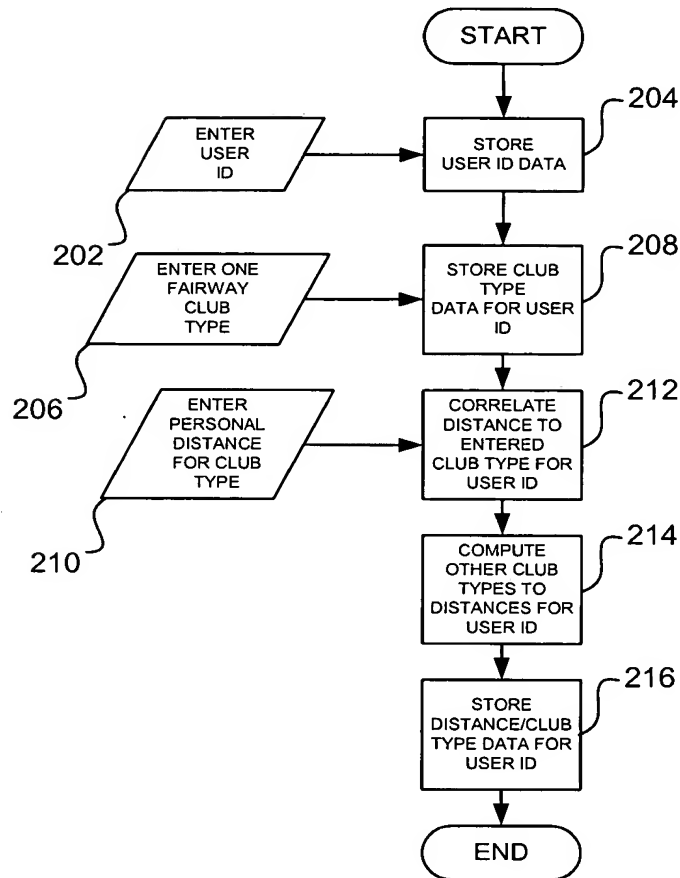 START
204
ENTER
USER
ID
STORE
USER ID DATA
202
208
ENTER ONE
FAIRWAY
CLUB
TYPE
STORE CLUB
TYPE
DATA FOR USER
ID
206
212
ENTER
PERSONAL
DISTANCE
FOR CLUB
TYPE
CORRELATE
DISTANCE TO
ENTERED
CLUB TYPE FOR
USER ID
210
214
COMPUTE
OTHER CLUB
TYPES TO
DISTANCES FOR
USER ID
216
STORE
DISTANCE/CLUB
TYPE DATA FOR
USER ID
END